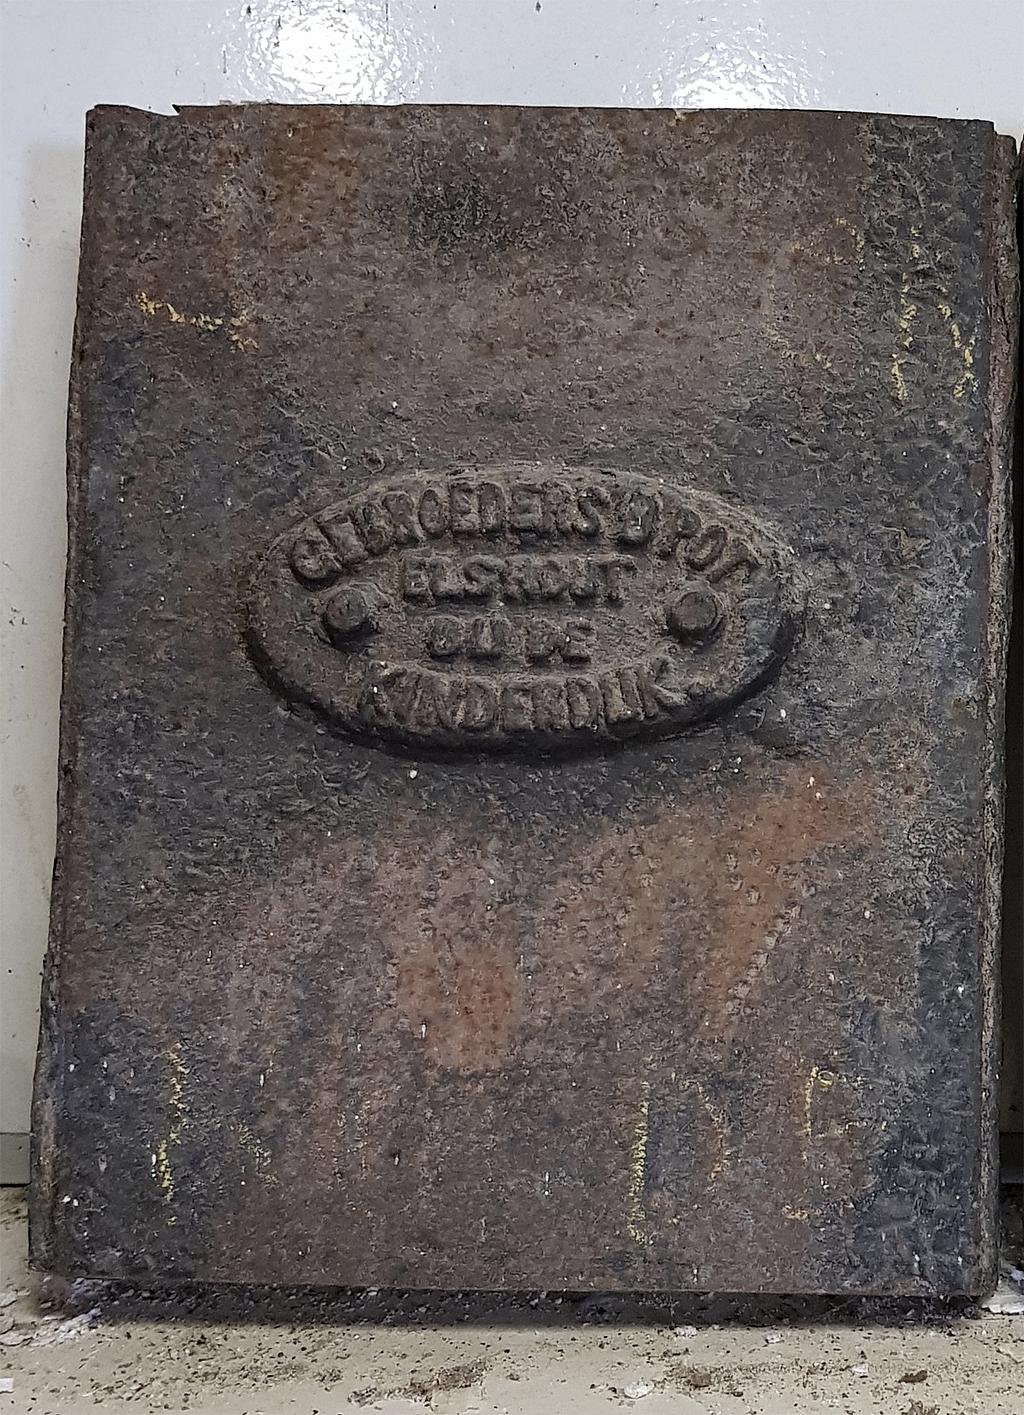 GEBROEDERS POT
ELSHOUT
BIJ DE
KINDERDIJK.